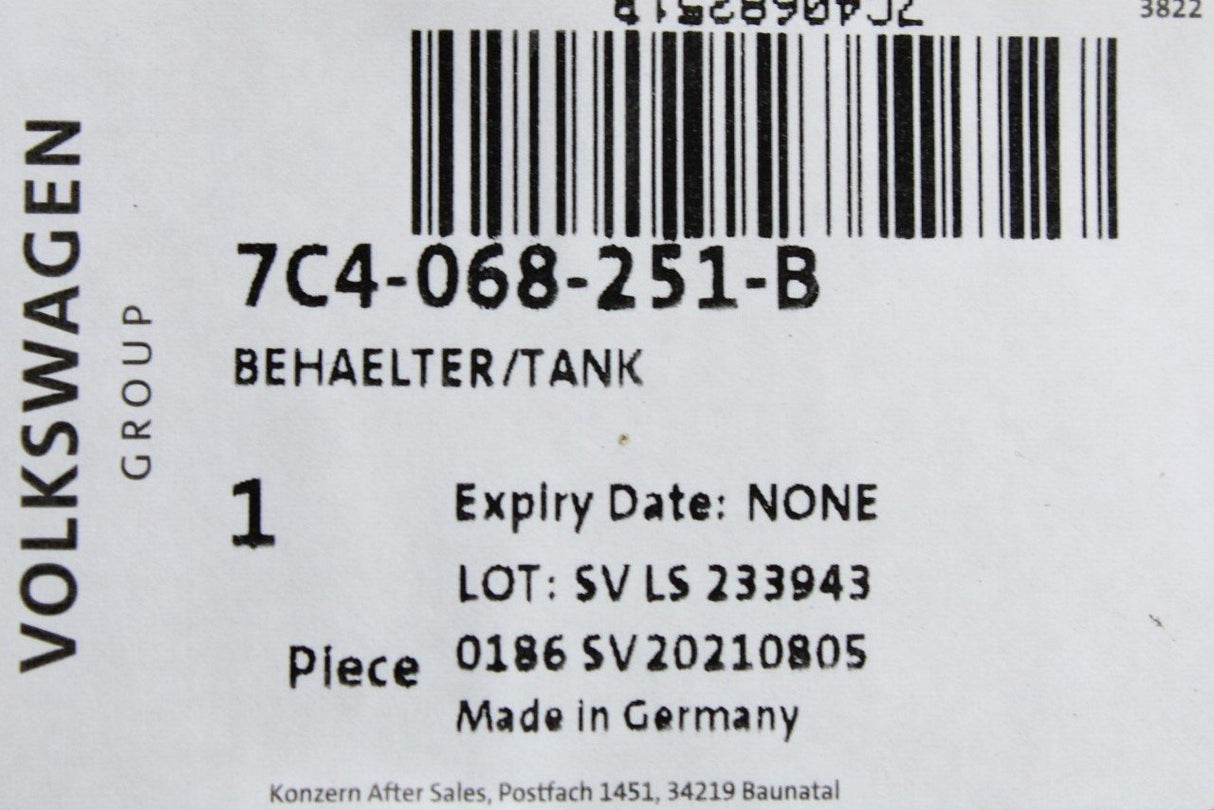 3822
7C4068251B
VOLKSWAGEN
GROUP
7C4-068-251-B
BEHAELTER/TANK
1
Piece
Expiry Date: NONE
LOT: SV LS 233943
0186 SV20210805
Made in Germany
Konzern After Sales, Postfach 1451, 34219 Baunatal